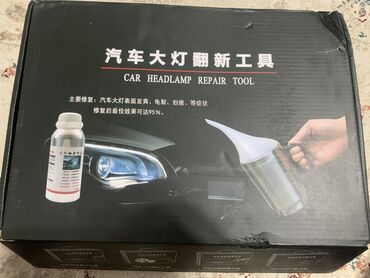 汽车大灯翻新工具
CAR HEADLAMP REPAIR TOOL
主要修复：汽车大灯表面发黄、龟裂、划痕、等症状
修复后最佳效果可达95%。